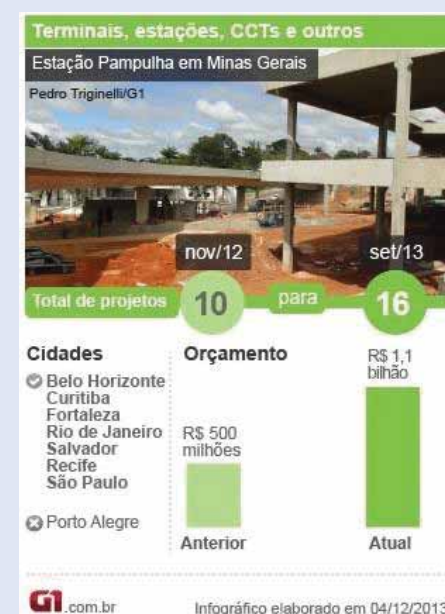 Terminais, estações, CCTs e outros
Estação Pampulha em Minas Gerais
Pedro Triginelli/G1
nov/12
set/13
Total de projetos
10
para
16
Cidades
Belo Horizonte
Curitiba
Fortaleza
Rio de Janeiro
Salvador
Recife
São Paulo
Porto Alegre
Orçamento
R$ 500
milhões
Anterior
R$ 1,1
bilhão
Atual
G1.com.br
Infográfico elaborado em 04/12/2013